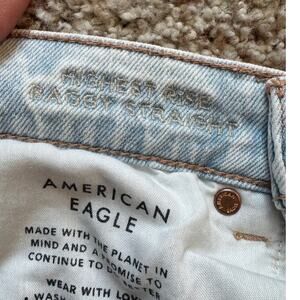 HIGHEST RISE
BAGGY STRAIGHT
AMERICAN
EAGLE
MADE WITH THE PLANET IN
MIND AND A PROMISE TO
CONTINUE TO
WEAR WITH LOVE
WASH